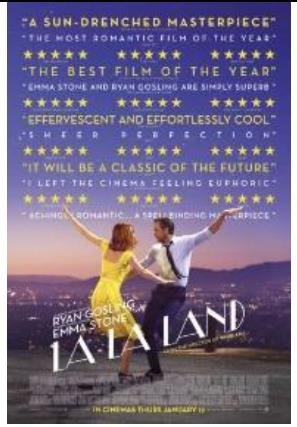 "A SUN-DRENCHED MASTERPIECE"
"THE MOST ROMANTIC FILM OF THE YEAR"
"THE BEST FILM OF THE YEAR"
"EMMA STONE AND RYAN GOSLING ARE SIMPLY SUPERB"
"EFFERVESCENT AND EFFORTLESSLY COOL"
"SHEER PERFECTION"
"IT WILL BE A CLASSIC OF THE FUTURE"
"I LEFT THE CINEMA FEELING EUPHORIC"
"ACHINGLY ROMANTIC... A SPELLBINDING MASTERPIECE"
RYAN GOSLING
EMMA STONE
LA LA LAND
IN CINEMAS THURS JANUARY